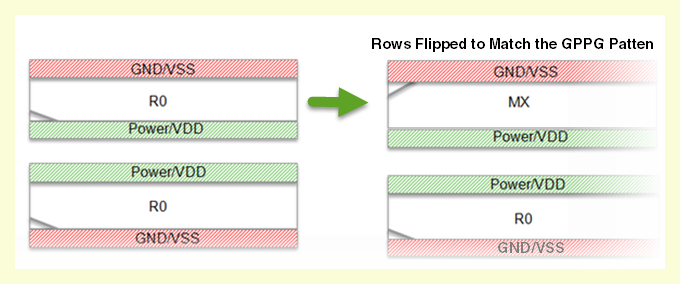 Rows Flipped to Match the GPPG Patten
GND/VSS
R0
Power/VDD
Power/VDD
R0
GND/VSS
GND/VSS
MX
Power/VDD
Power/VDD
R0
GND/VSS